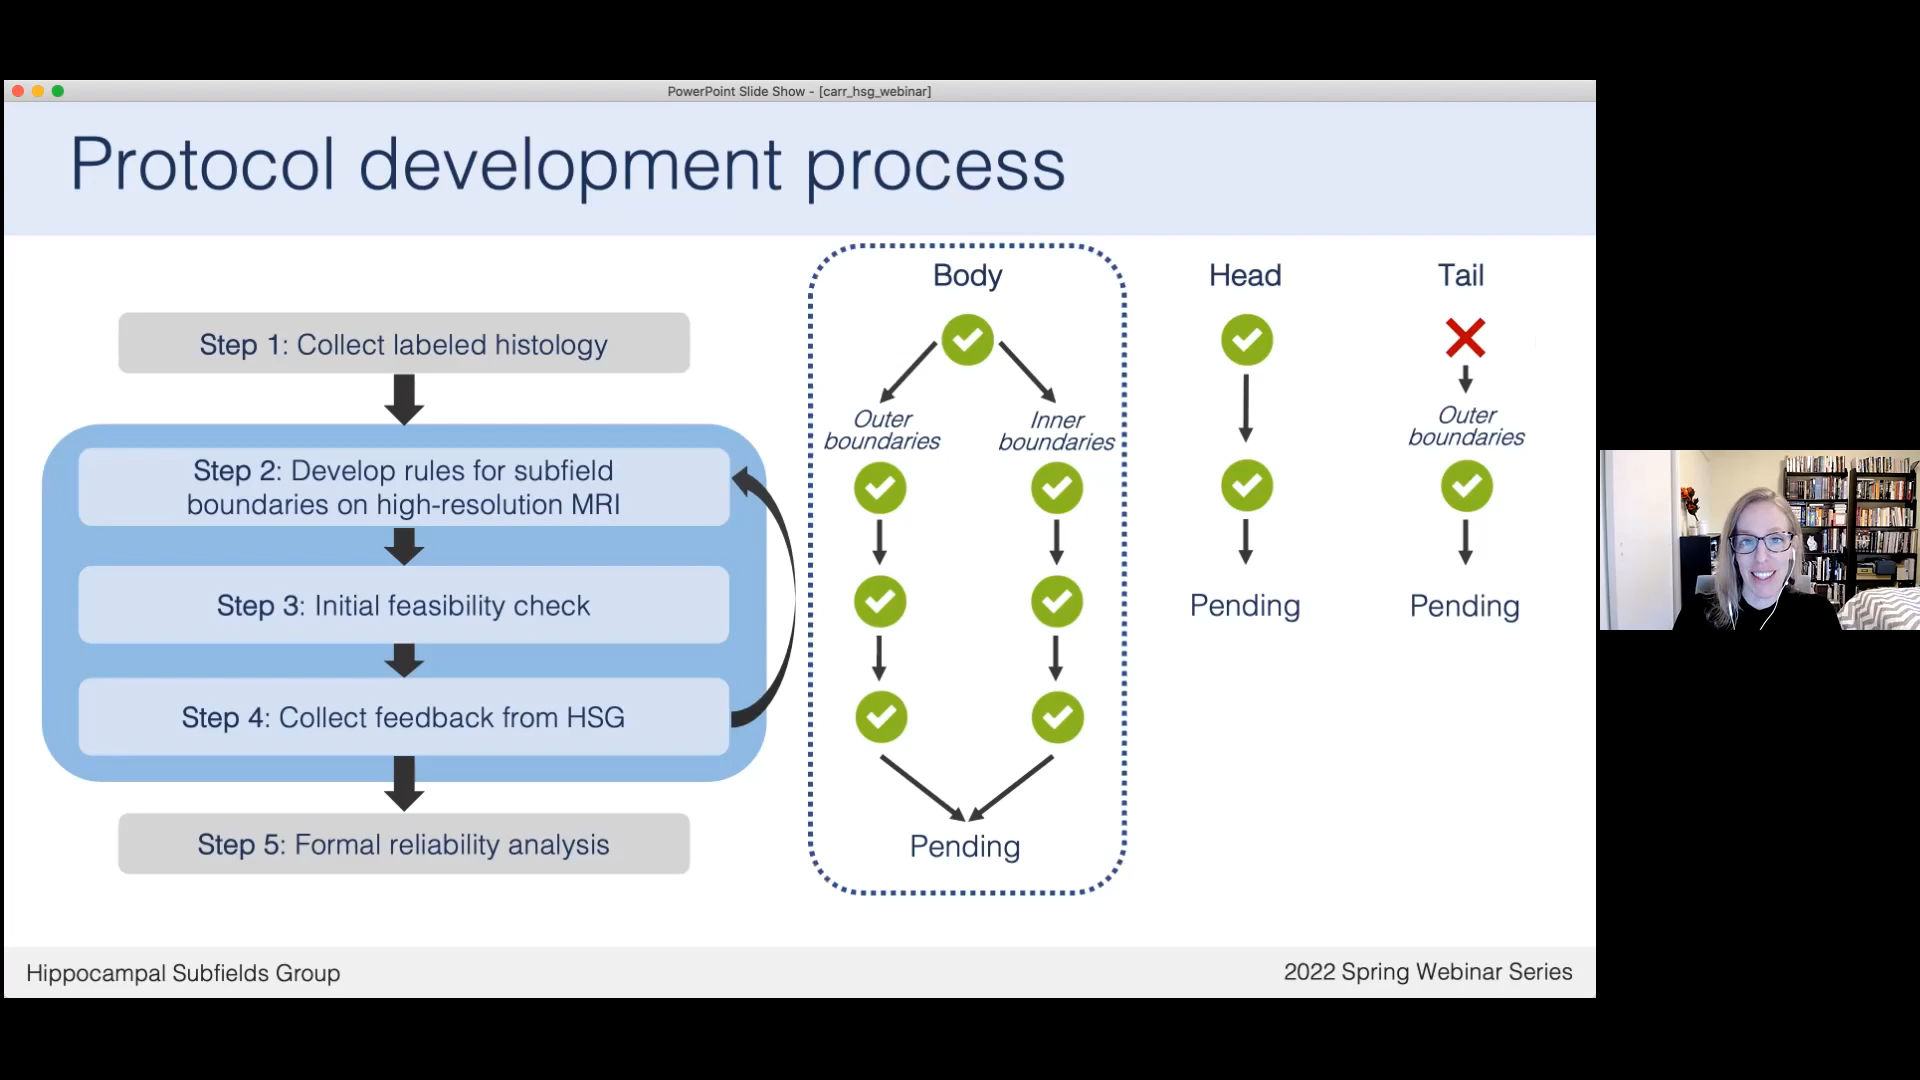 PowerPoint Slide Show - [carr_hsg_webinar]
Protocol development process
Step 1: Collect labeled histology
Step 2: Develop rules for subfield
boundaries on high-resolution MRI
Step 3: Initial feasibility check
Step 4: Collect feedback from HSG
Step 5: Formal reliability analysis
Body
Outer
boundaries
Inner
boundaries
Pending
Head
Pending
Tail
Outer
boundaries
Pending
Hippocampal Subfields Group
2022 Spring Webinar Series